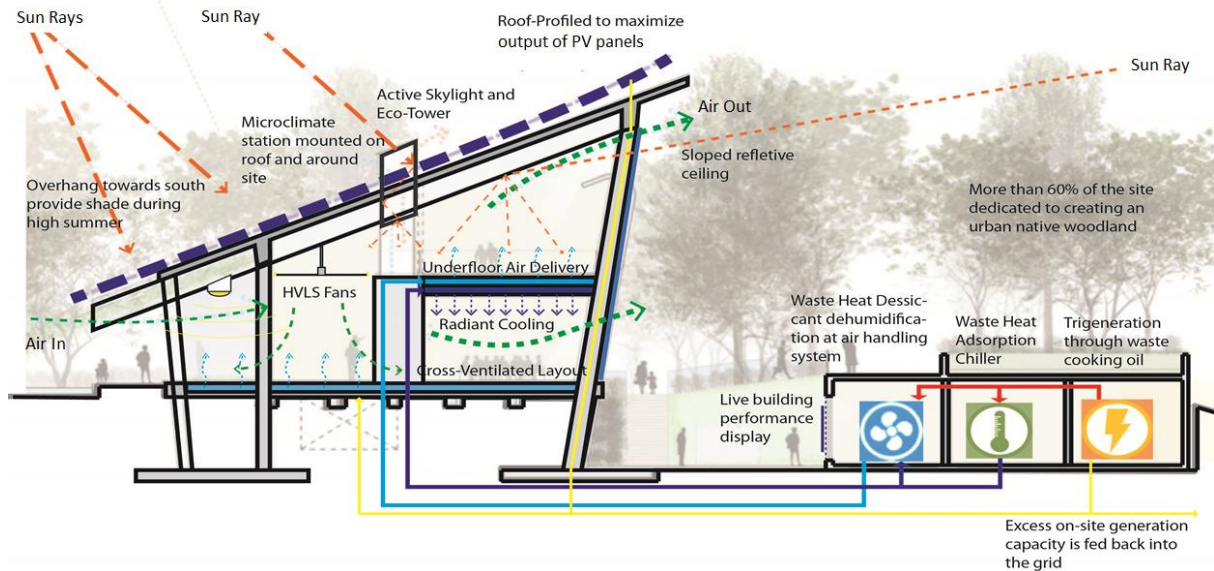 Sun Rays
Sun Ray
Roof-Profiled to maximize
output of PV panels
Sun Ray
Active Skylight and
Eco-Tower
Air Out
Microclimate
station mounted on
roof and around
site
Sloped refletive
ceiling
Overhang towards south
provide shade during
high summer
More than 60% of the site
dedicated to creating an
urban native woodland
Underfloor Air Delivery
HVLS Fans
Radiant Cooling
Air In
Cross-Ventilated Layout
Waste Heat Dessic-
cant dehumidifica-
tion at air handling
system
Waste Heat
Adsorption
Chiller
Trigeneration
through waste
cooking oil
Live building
performance
display
Excess on-site generation
capacity is fed back into
the grid